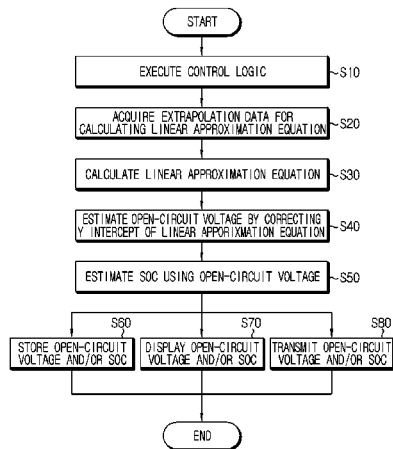 START
EXECUTE CONTROL LOGIC
S10
ACQUIRE EXTRAPOLATION DATA FOR
CALCULATING LINEAR APPROXIMATION EQUATION
S20
CALCULATE LINEAR APPROXIMATION EQUATION
S30
ESTIMATE OPEN-CIRCUIT VOLTAGE BY CORRECTING
Y INTERCEPT OF LINEAR APPORIXMATION EQUATION
S40
ESTIMATE SOC USING OPEN-CIRCUIT VOLTAGE
S50
S60
STORE OPEN-CIRCUIT
VOLTAGE AND/OR SOC
S70
DISPLAY OPEN-CIRCUIT
VOLTAGE AND/OR SOC
S80
TRANSMIT OPEN-CIRCUIT
VOLTAGE AND/OR SOC
END